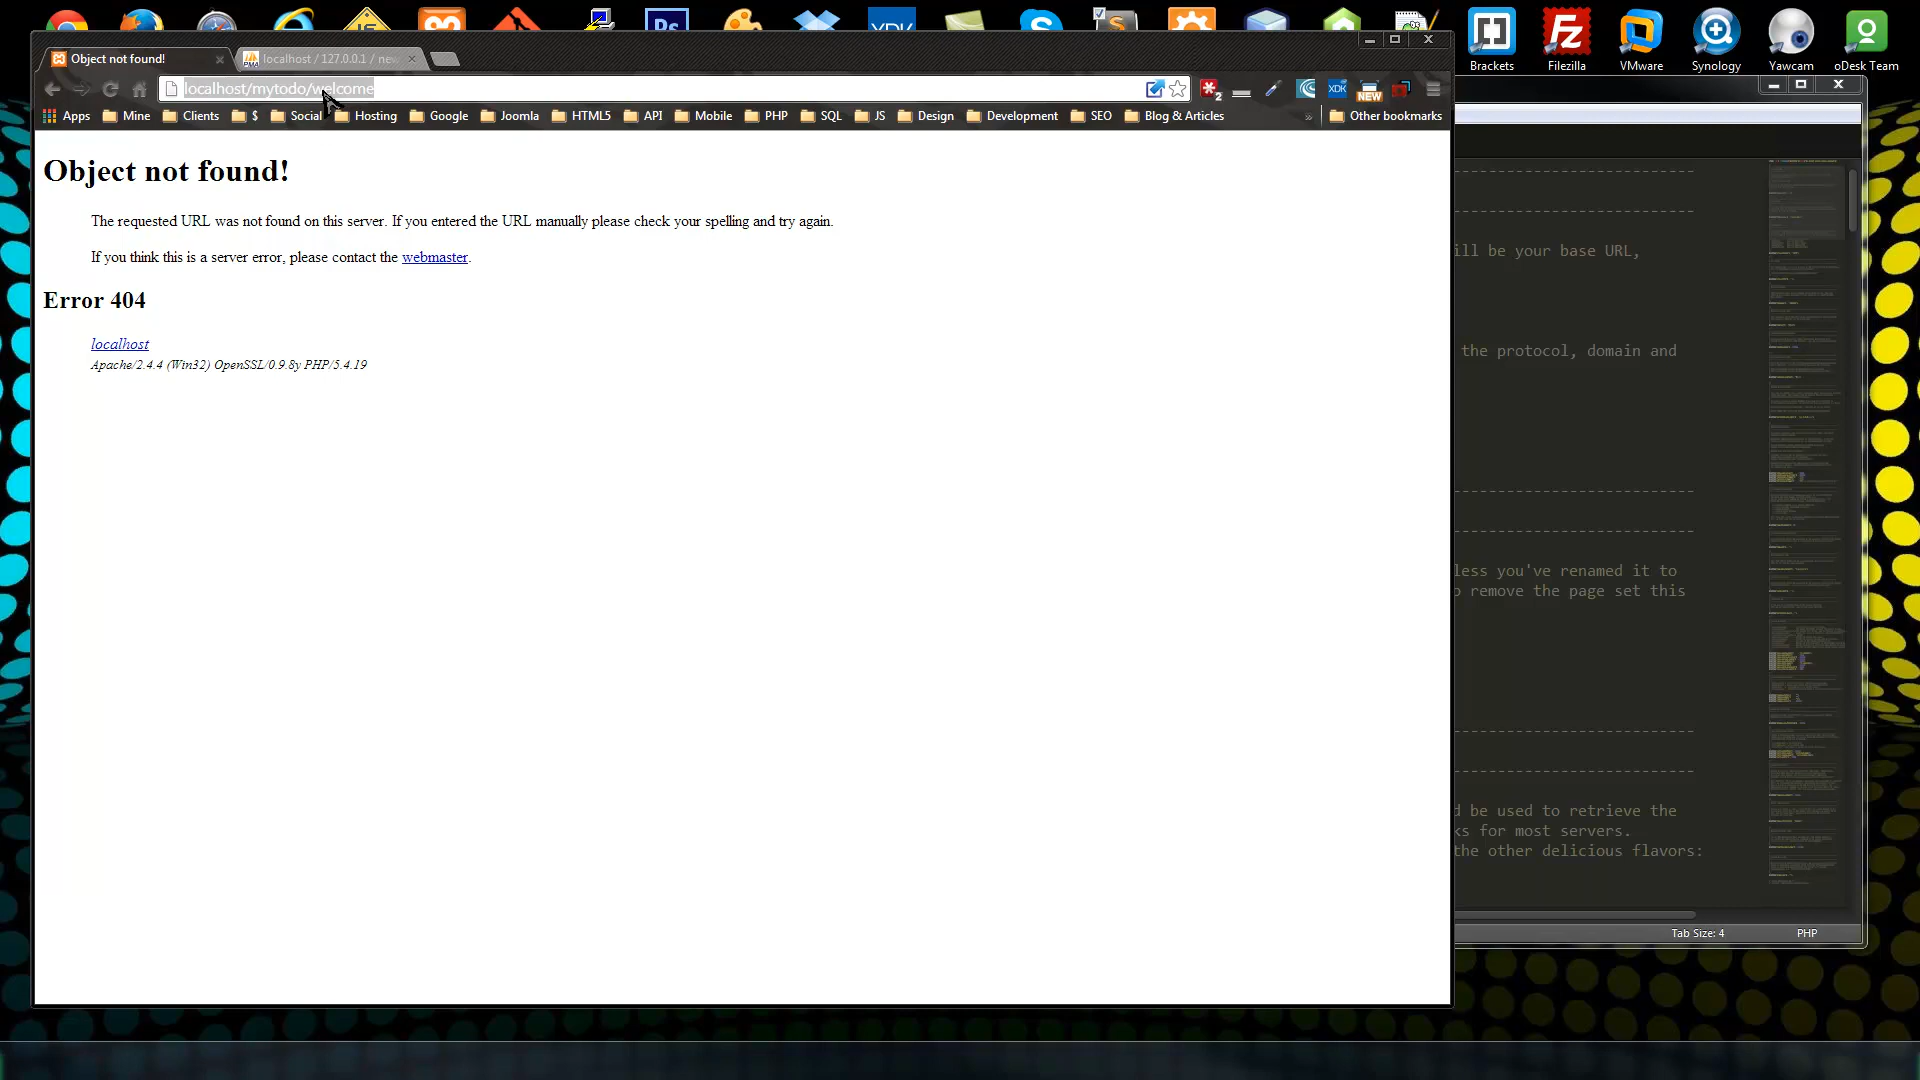 Object not found!
localhost / 127.0.0.1 / new
localhost/mytodo/welcome
Apps Mine Clients $ Social Hosting Google Joomla HTML5 API Mobile PHP SQL JS Design Development SEO Blog & Articles » Other bookmarks
Object not found!
The requested URL was not found on this server. If you entered the URL manually please check your spelling and try again.
If you think this is a server error, please contact the webmaster.
Error 404
localhost
Apache/2.4.4 (Win32) OpenSSL/0.9.8y PHP/5.4.19
Ps
XDK
Brackets Filezilla VMware Synology Yawcam oDesk Team
2
XDK
NEW
ill be your base URL,
the protocol, domain and
less you've renamed it to
remove the page set this
d be used to retrieve the
ks for most servers.
the other delicious flavors:
Tab Size: 4 PHP